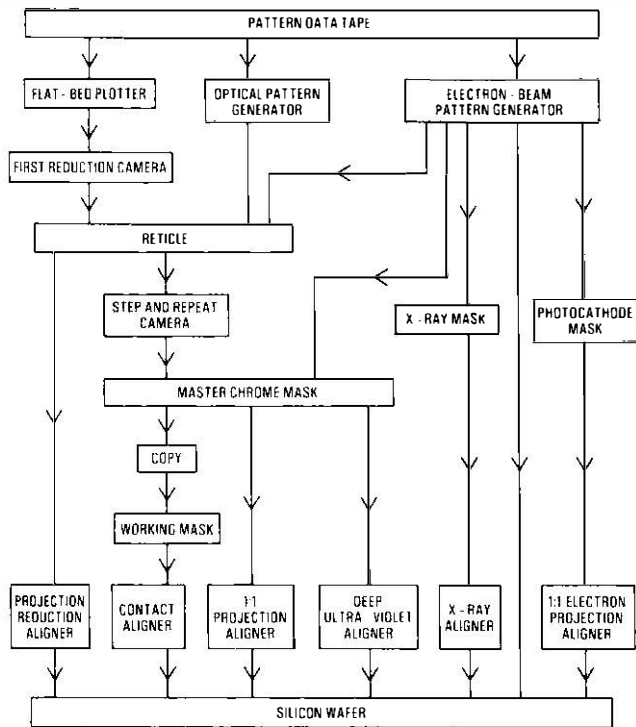 PATTERN DATA TAPE
FLAT - BED PLOTTER
OPTICAL PATTERN
GENERATOR
ELECTRON - BEAM
PATTERN GENERATOR
FIRST REDUCTION CAMERA
RETICLE
STEP AND REPEAT
CAMERA
X - RAY MASK
PHOTOCATHODE
MASK
MASTER CHROME MASK
COPY
WORKING MASK
PROJECTION
REDUCTION
ALIGNER
CONTACT
ALIGNER
1:1
PROJECTION
ALIGNER
DEEP
ULTRA - VIOLET
ALIGNER
X - RAY
ALIGNER
1:1 ELECTRON
PROJECTION
ALIGNER
SILICON WAFER